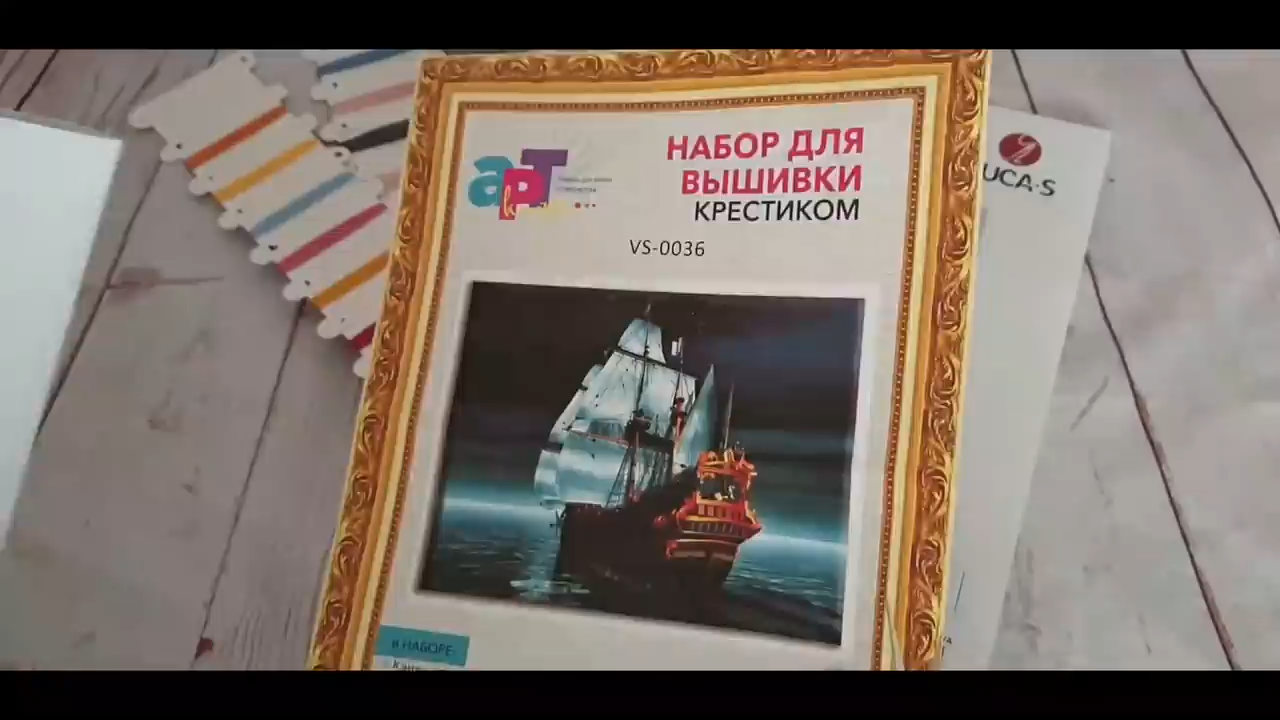 арт
НАБОР ДЛЯ
ВЫШИВКИ
КРЕСТИКОМ
VS-0036
UCA-S
В НАБОРЕ: